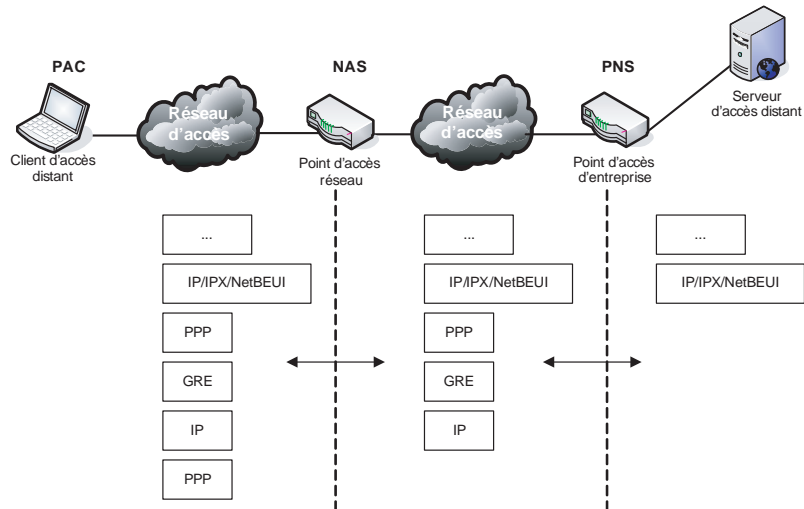 PAC
NAS
PNS
Réseau
d'accès
Réseau
d'accès
Serveur
d'accès distant
Client d'accès
distant
Point d'accès
réseau
Point d'accès
d'entreprise
...
...
...
IP/IPX/NetBEUI
IP/IPX/NetBEUI
IP/IPX/NetBEUI
PPP
PPP
GRE
GRE
IP
IP
PPP